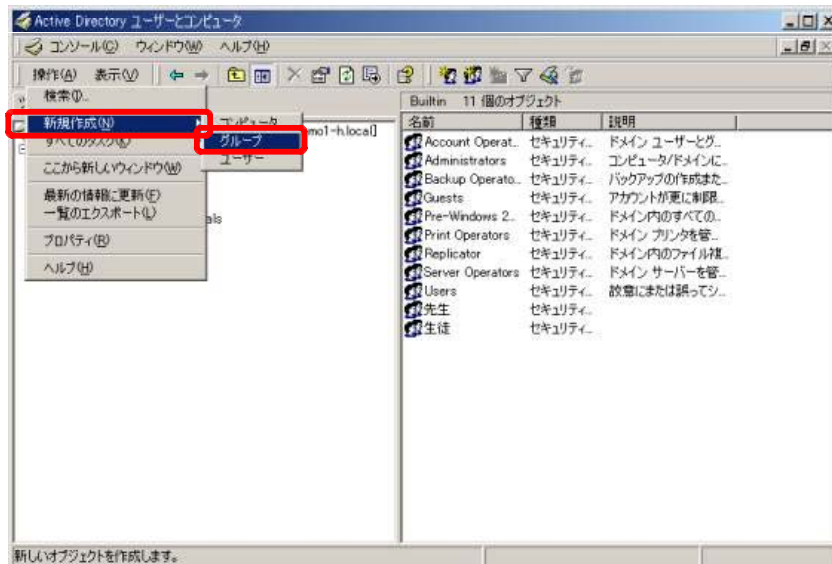 Active Directory ユーザーとコンピュータ
コンソール(C) ウィンドウ(W) ヘルプ(H)
操作(A) 表示(V)
検索(I)...
新規作成(N)
すべてのタスク(K)
ここから新しいウィンドウ(W)
最新の情報に更新(F)
一覧のエクスポート(L)
プロパティ(R)
ヘルプ(H)
コンピュータ
グループ
ユーザー
mo1-h.local]
als
Builtin 11 個のオブジェクト
名前 種類 説明
Account Operat... セキュリティ... ドメイン ユーザーとグ...
Administrators セキュリティ... コンピュータ/ドメインに...
Backup Operato... セキュリティ... バックアップの作成また...
Guests セキュリティ... アカウントが更に制限...
Pre-Windows 2... セキュリティ... ドメイン内のすべての...
Print Operators セキュリティ... ドメイン プリンタを管...
Replicator セキュリティ... ドメイン内のファイル複...
Server Operators セキュリティ... ドメイン サーバーを管...
Users セキュリティ...故意にまたは誤ってシ...
先生 セキュリティ...
生徒 セキュリティ...
新しいオブジェクトを作成します。